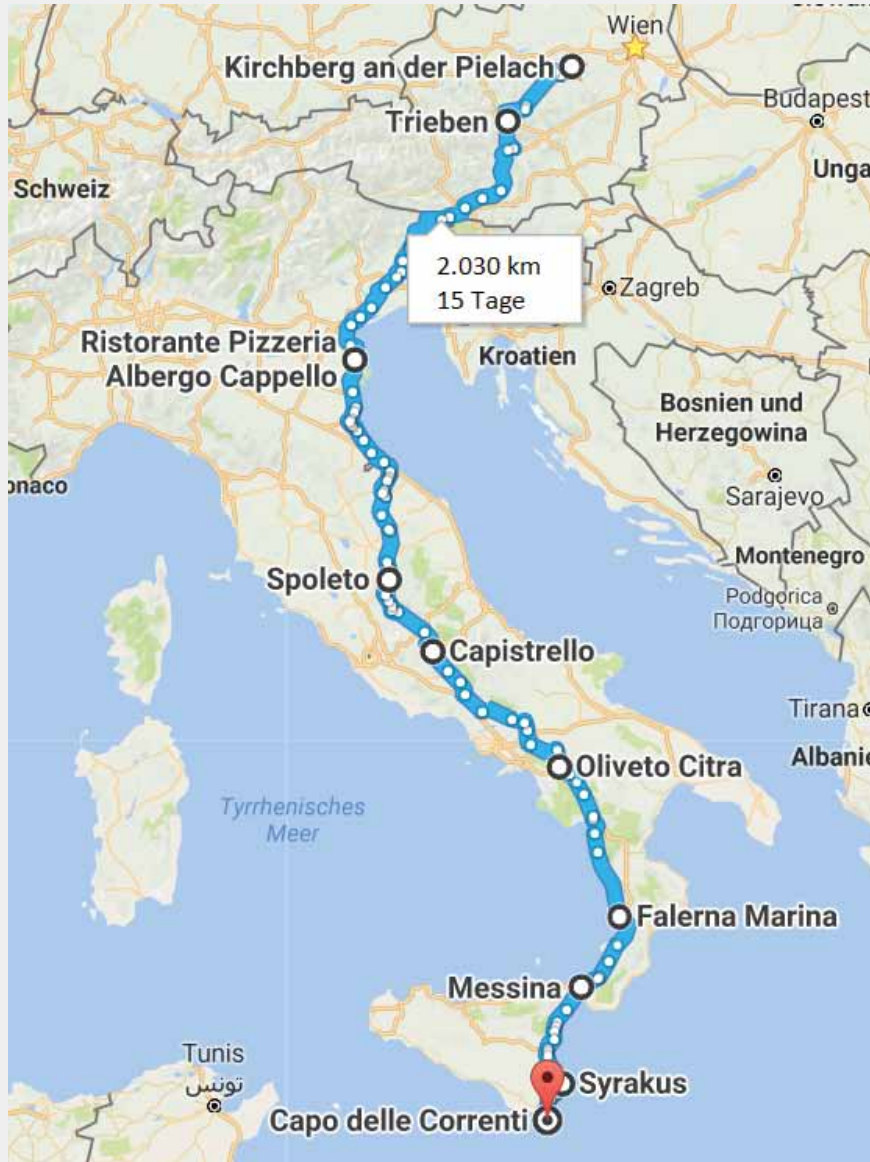 Wien
Kirchberg an der Pielach
Budapest
Trieben
Unga
Schweiz
2.030 km
15 Tage
Zagreb
Ristorante Pizzeria
Albergo Cappello
Kroatien
Bosnien und
Herzegowina
onaco
Sarajevo
Montenegro
Spoleto
Podgorica
Подгорица
Capistrello
Tirana
Oliveto Citra
Albanie
Tyrrhenisches
Meer
Falerna Marina
Messina
Tunis
تونس
Syrakus
Capo delle Correnti